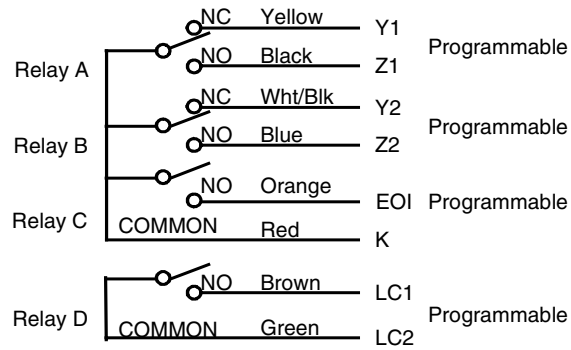 NC Yellow Y1
Programmable
Relay A NO Black Z1
NC Wht/Blk Y2
Programmable
Relay B NO Blue Z2
NO Orange EOI Programmable
Relay C COMMON Red K
NO Brown LC1
Programmable
Relay D COMMON Green LC2